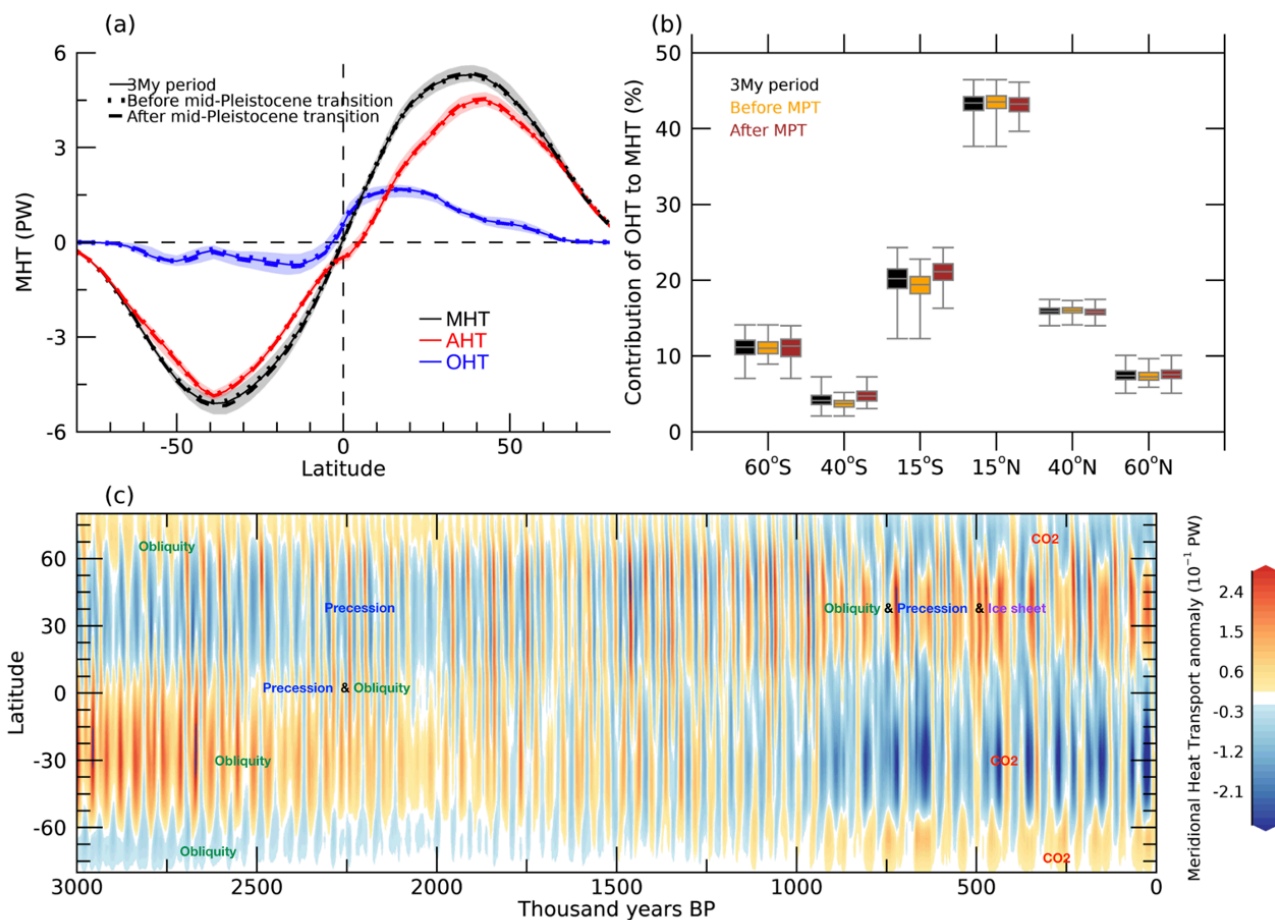 (a)
6
3
0
-3
-6
MHT (PW)
3My period
Before mid-Pleistocene transition
After mid-Pleistocene transition
MHT
AHT
OHT
-50
0
50
Latitude
(b)
50
40
30
20
10
0
Contribution of OHT to MHT (%)
3My period
Before MPT
After MPT
60°S
40°S
15°S
15°N
40°N
60°N
(c)
60
30
0
-30
-60
Latitude
Obliquity
CO2
Precession
Obliquity & Precession & Ice sheet
Precession & Obliquity
Obliquity
CO2
Obliquity
CO2
3000
2500
2000
1500
1000
500
0
Thousand years BP
2.4
1.5
0.6
-0.3
-1.2
-2.1
Meridional Heat Transport anomaly (10⁻¹ PW)